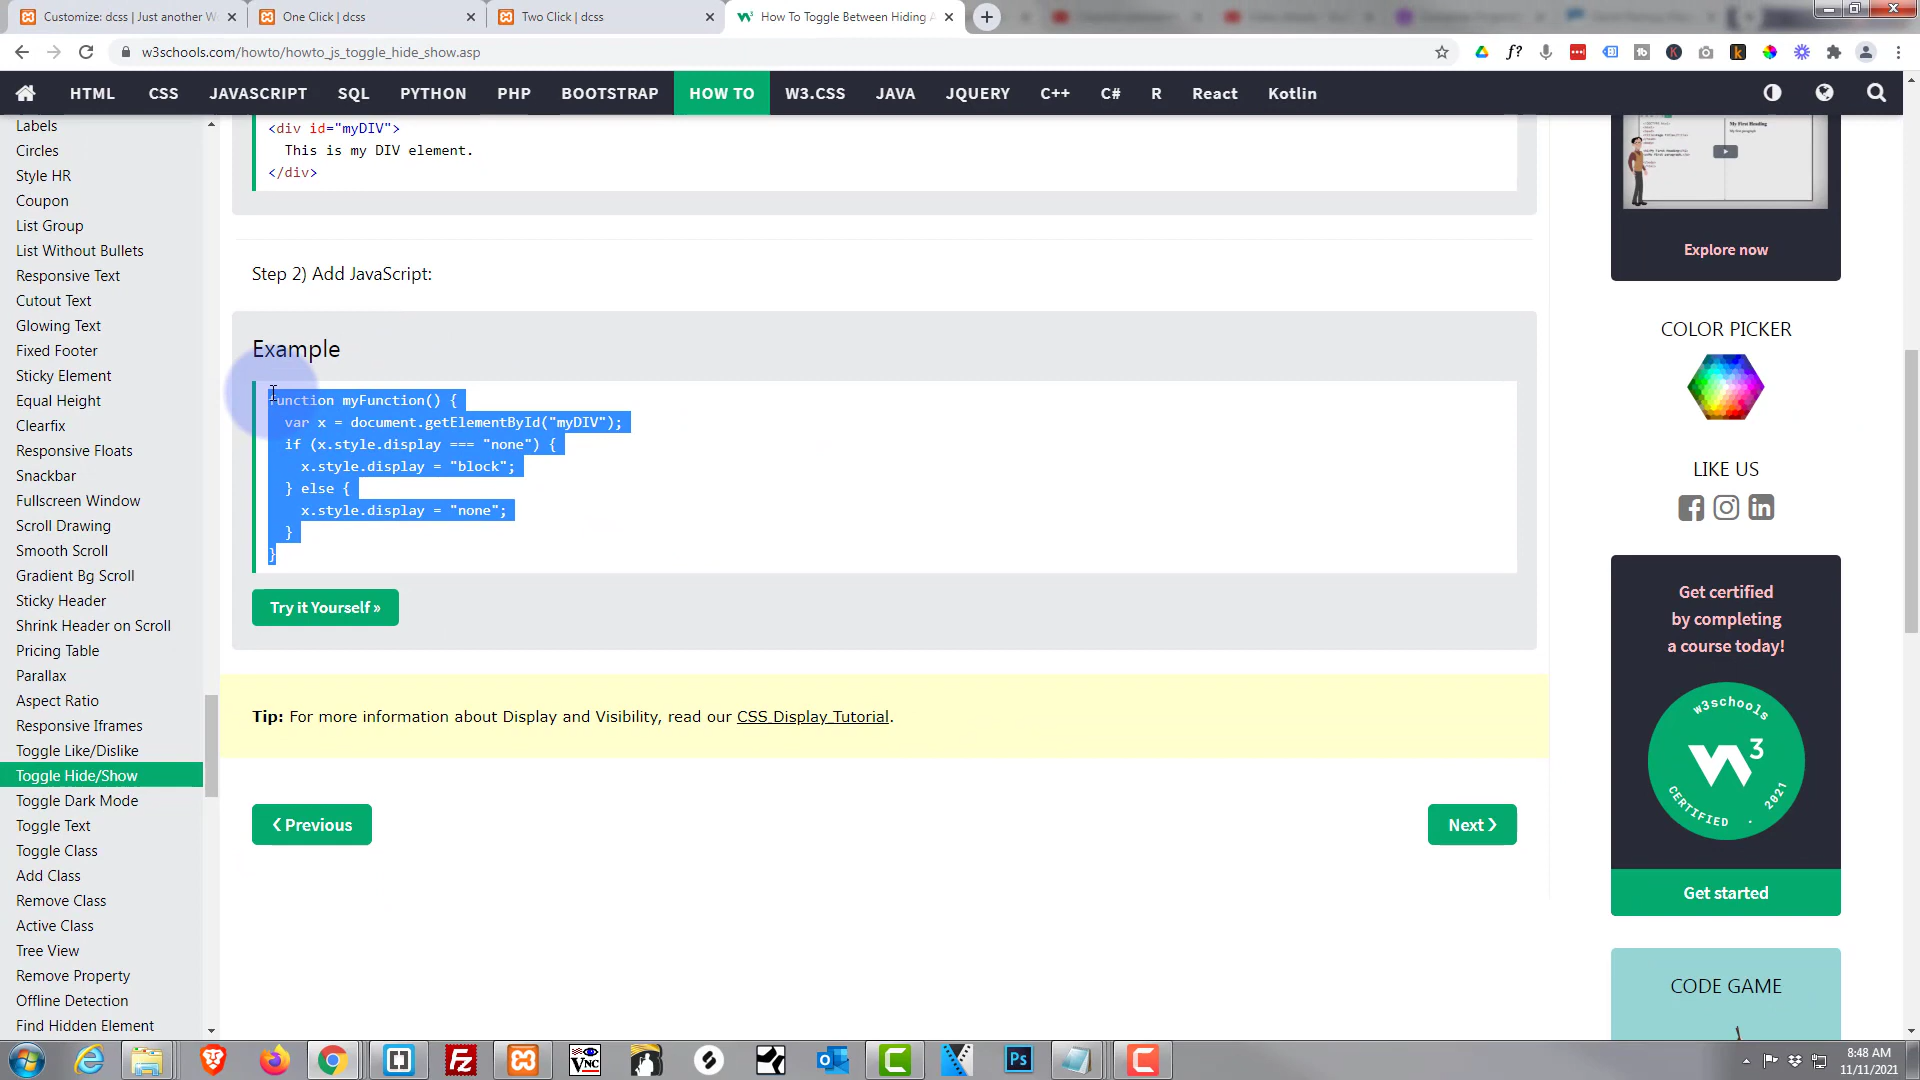 Customize: dcss | Just another W
One Click | dcss
Two Click | dcss
How To Toggle Between Hiding A
w3schools.com/howto/howto_js_toggle_hide_show.asp
HTML CSS JAVASCRIPT SQL PYTHON PHP BOOTSTRAP HOW TO W3.CSS JAVA JQUERY C++ C# R React Kotlin
Labels
Circles
Style HR
Coupon
List Group
List Without Bullets
Responsive Text
Cutout Text
Glowing Text
Fixed Footer
Sticky Element
Equal Height
Clearfix
Responsive Floats
Snackbar
Fullscreen Window
Scroll Drawing
Smooth Scroll
Gradient Bg Scroll
Sticky Header
Shrink Header on Scroll
Pricing Table
Parallax
Aspect Ratio
Responsive Iframes
Toggle Like/Dislike
Toggle Hide/Show
Toggle Dark Mode
Toggle Text
Toggle Class
Add Class
Remove Class
Active Class
Tree View
Remove Property
Offline Detection
Find Hidden Element
<div id="myDIV">
This is my DIV element.
</div>
Step 2) Add JavaScript:
Example
function myFunction() {
var x = document.getElementById("myDIV");
if (x.style.display === "none") {
x.style.display = "block";
} else {
x.style.display = "none";
}
}
Try it Yourself »
Tip: For more information about Display and Visibility, read our CSS Display Tutorial.
❮ Previous
Next ❯
My First Heading
Explore now
COLOR PICKER
LIKE US
Get certified
by completing
a course today!
w3schools
W3
CERTIFIED . 2021
Get started
CODE GAME
8:48 AM
11/11/2021